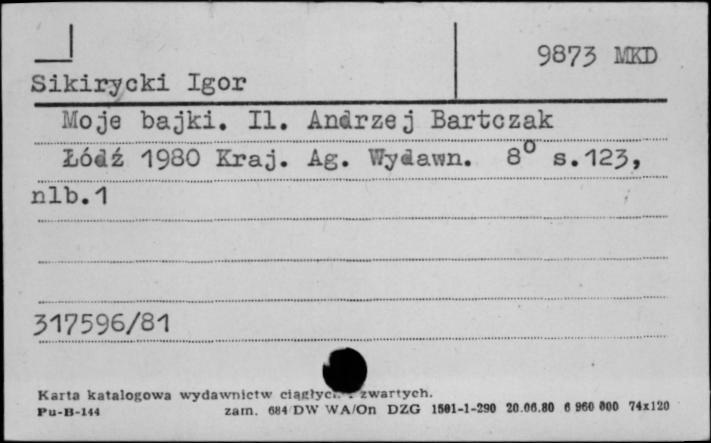 9873 MKD
Sikirycki Igor
Moje bajki. Il. Andrzej Bartczak
Łódź 1980 Kraj. Ag. Wydawn. 8° s.123,
nlb.1
317596/81
Karta katalogowa wydawnictw zwartych.
Pu-B-144 zam. 684/DW WA/On DZG 1501-1-290 20.06.80 6 960 000 74x120